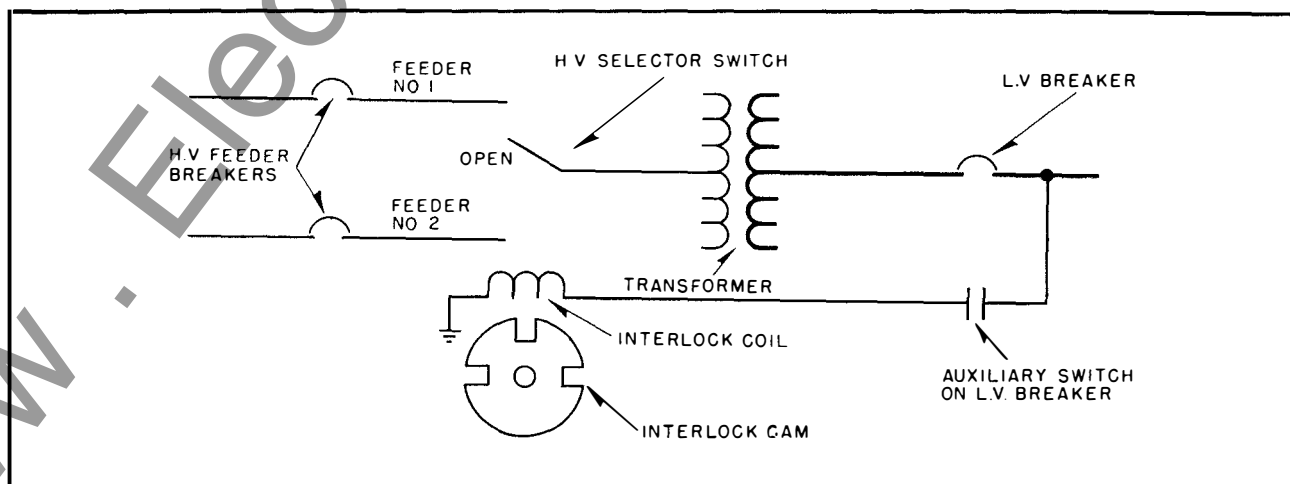 H V SELECTOR SWITCH
FEEDER
NO 1
L.V BREAKER
H.V FEEDER
BREAKERS
OPEN
FEEDER
NO 2
TRANSFORMER
INTERLOCK COIL
AUXILIARY SWITCH
ON L.V. BREAKER
INTERLOCK CAM
w . Elec